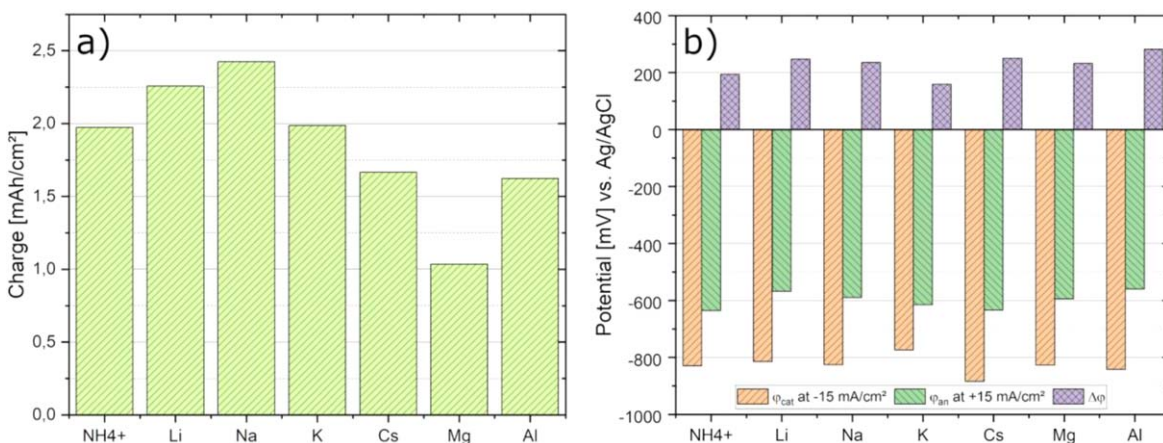 a)
Charge [mAh/cm²]
2,5
2,0
1,5
1,0
0,5
0,0
NH4+ Li Na K Cs Mg Al
b)
Potential [mV] vs. Ag/AgCl
400
200
0
-200
-400
-600
-800
-1000
φcat at -15 mA/cm² φan at +15 mA/cm² Δφ
NH4+ Li Na K Cs Mg Al